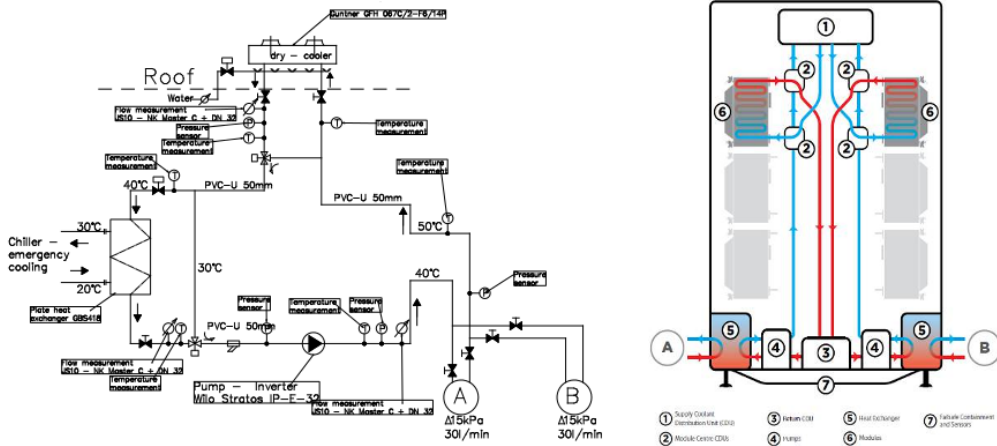 Guntner GFH 067C/2-F6/14P
dry - cooler
Roof
Water
Flow measurement
JS10 - NK Master C + DN 32
Pressure
sensor
Temperature
measurement
Temperature
measurement
Temperature
measurement
40°C
PVC-U 50mm
PVC-U 50mm
Temperature
measurement
50°C
30°C
Chiller -
emergency
cooling
20°C
Plate heat
exchanger GBS418
30°C
40°C
Pressure
sensor
Pressure
sensor
Temperature
measurement
Pressure
sensor
PVC-U 50mm
Flow measurement
JS10 - NK Master C + DN 32
Temperature
measurement
Pump - Inverter
Wilo Stratos IP-E-32
Flow measurement
JS10 - NK Master C + DN 32
A
B
Δ15kPa
30l/min
Δ15kPa
30l/min
T
T
T
T
T
T
T
P
P
P
P
1
2
2
2
2
6
6
5
4
3
4
5
7
A
B
1 Supply Coolant
Distribution Unit (CDU)
2 Module Centre CDUs
3 Return CDU
4 Pumps
5 Heat Exchanger
6 Modules
7 Failsafe Containment
and Sensors